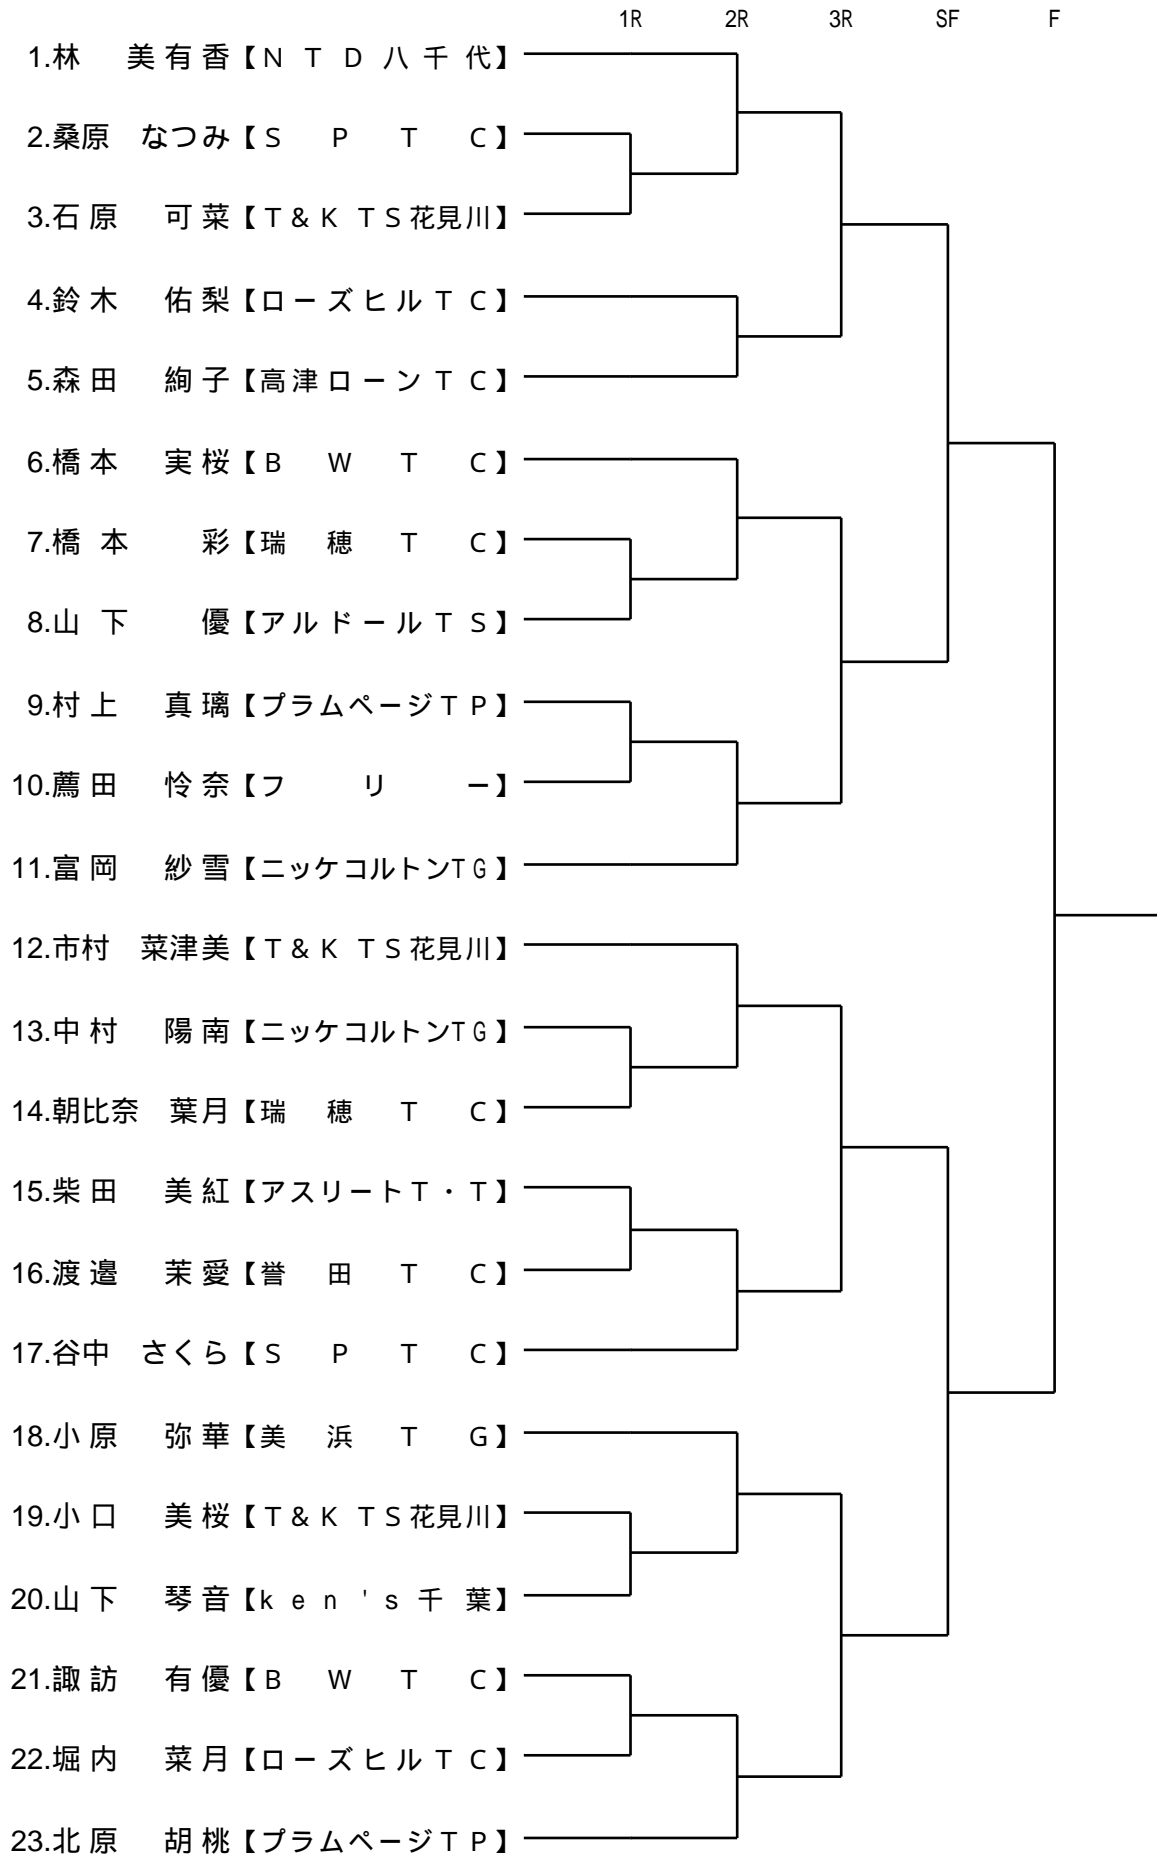 1R 2R 3R SF F
1.林 美有香【NTD八千代】
2.桑原 なつみ【SPTC】
3.石原 可菜【T&K TS花見川】
4.鈴木 佑梨【ローズヒルTC】
5.森田 絢子【高津ローンTC】
6.橋本 実桜【BWTC】
7.橋本 彩【瑞穂TC】
8.山下 優【アルドールTS】
9.村上 真璃【プラムページTP】
10.薦田 怜奈【フリー】
11.富岡 紗雪【ニッケコルトンTG】
12.市村 菜津美【T&K TS花見川】
13.中村 陽南【ニッケコルトンTG】
14.朝比奈 葉月【瑞穂TC】
15.柴田 美紅【アスリートT・T】
16.渡邉 茉愛【誉田TC】
17.谷中 さくら【SPTC】
18.小原 弥華【美浜TG】
19.小口 美桜【T&K TS花見川】
20.山下 琴音【ken's千葉】
21.諏訪 有優【BWTC】
22.堀内 菜月【ローズヒルTC】
23.北原 胡桃【プラムページTP】